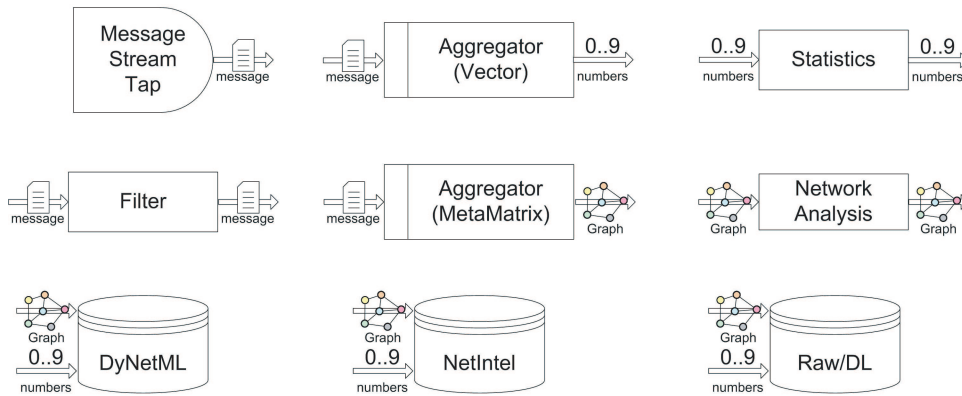 Message
Stream
Tap
message
message
Aggregator
(Vector)
0..9
numbers
0..9
numbers
Statistics
0..9
numbers
message
Filter
message
message
Aggregator
(MetaMatrix)
Graph
Graph
Network
Analysis
Graph
Graph
0..9
numbers
DyNetML
Graph
0..9
numbers
NetIntel
Graph
0..9
numbers
Raw/DL